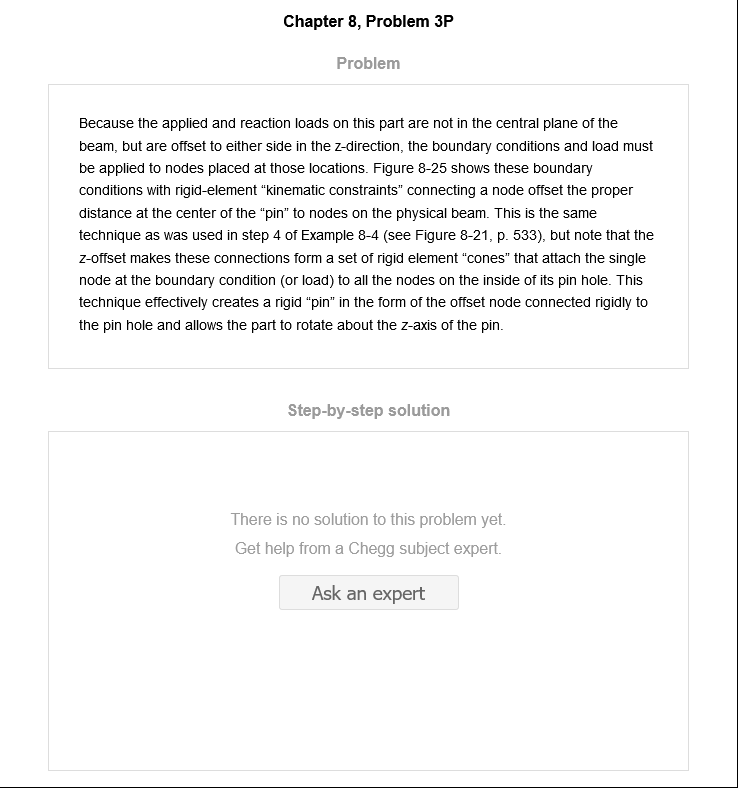 Chapter 8, Problem 3P
Problem
Because the applied and reaction loads on this part are not in the central plane of the
beam, but are offset to either side in the z-direction, the boundary conditions and load must
be applied to nodes placed at those locations. Figure 8-25 shows these boundary
conditions with rigid-element “kinematic constraints” connecting a node offset the proper
distance at the center of the “pin” to nodes on the physical beam. This is the same
technique as was used in step 4 of Example 8-4 (see Figure 8-21, p. 533), but note that the
z-offset makes these connections form a set of rigid element “cones” that attach the single
node at the boundary condition (or load) to all the nodes on the inside of its pin hole. This
technique effectively creates a rigid “pin” in the form of the offset node connected rigidly to
the pin hole and allows the part to rotate about the z-axis of the pin.
Step-by-step solution
There is no solution to this problem yet.
Get help from a Chegg subject expert.
Ask an expert